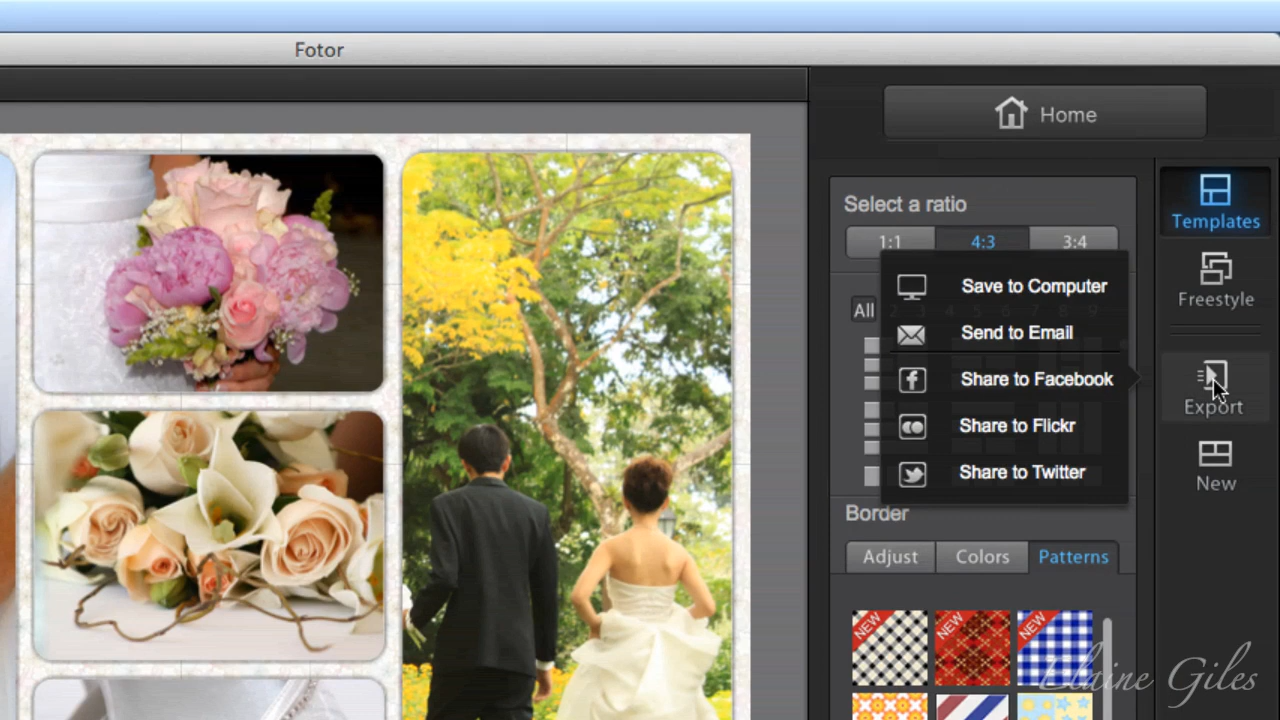 Fotor
Home
Select a ratio
1:1 4:3 3:4
Templates
Freestyle
All
Save to Computer
Send to Email
Share to Facebook
Share to Flickr
Share to Twitter
Export
New
Border
Adjust Colors Patterns
NEW NEW NEW
Elaine Giles